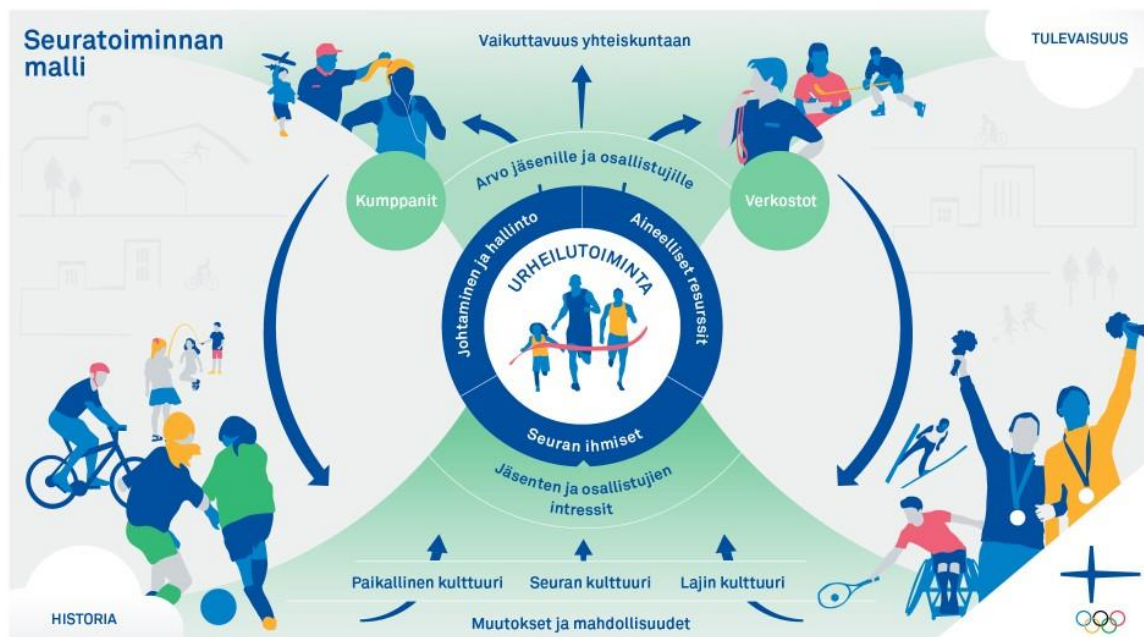 Seuratoiminnan
malli
Vaikuttavuus yhteiskuntaan
TULEVAISUUS
Arvo jäsenille ja osallistujille
Kumppanit
Verkostot
Johtaminen ja hallinto
Aineelliset resurssit
URHEILUTOIMINTA
Seuran ihmiset
Jäsenten ja osallistujien
intressit
Paikallinen kulttuuri
Seuran kulttuuri
Lajin kulttuuri
HISTORIA
Muutokset ja mahdollisuudet